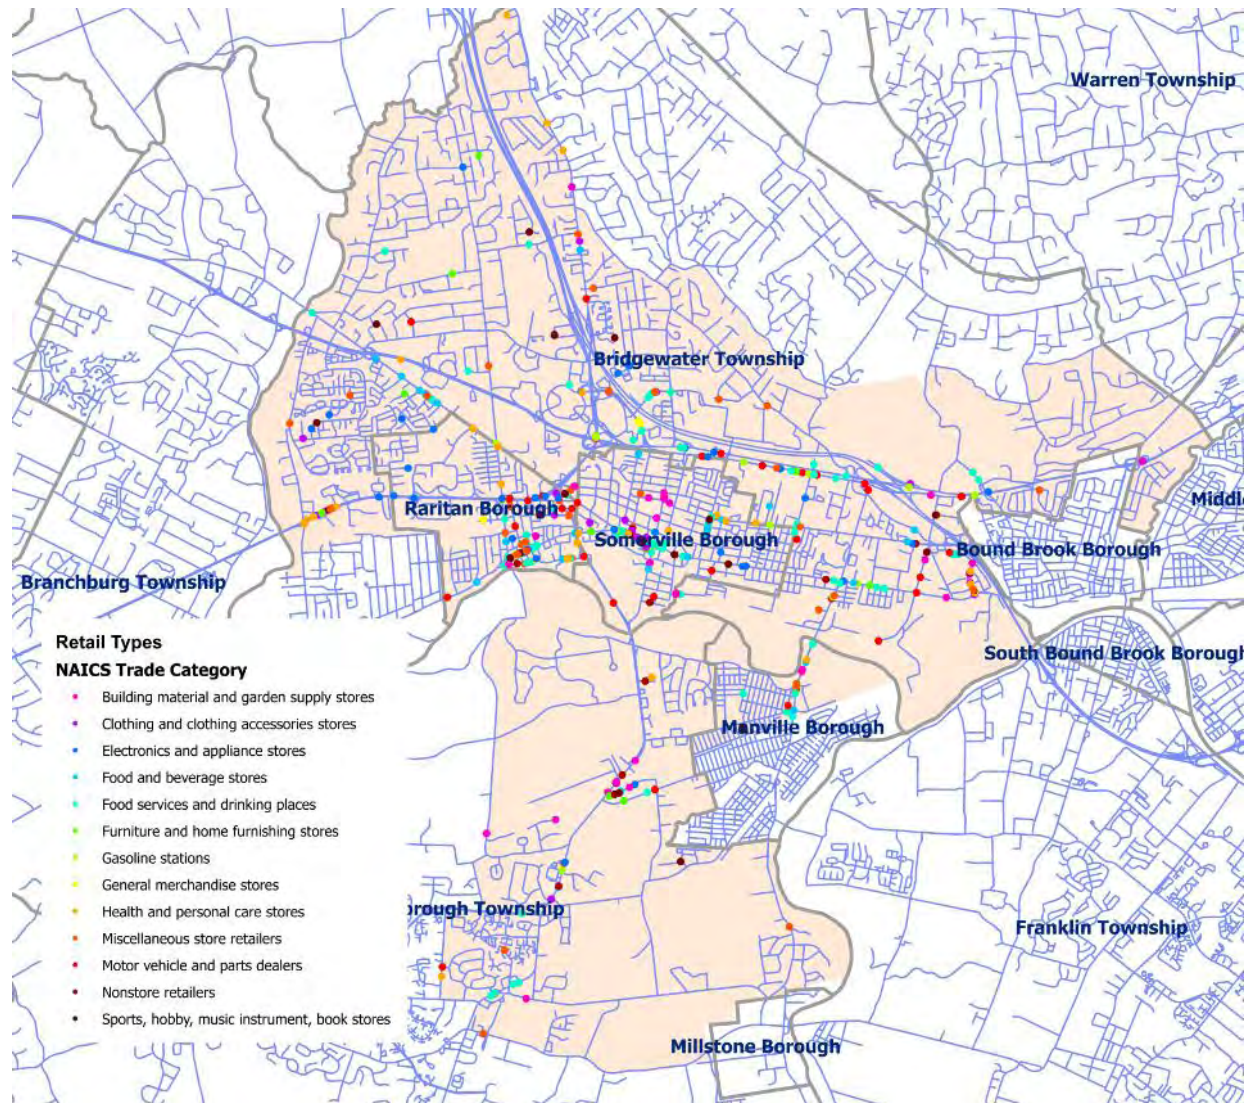 Warren Township
Bridgewater Township
Middle
Raritan Borough
Somerville Borough
Bound Brook Borough
Branchburg Township
South Bound Brook Borough
Manville Borough
orough Township
Franklin Township
Millstone Borough
Retail Types
NAICS Trade Category
Building material and garden supply stores
Clothing and clothing accessories stores
Electronics and appliance stores
Food and beverage stores
Food services and drinking places
Furniture and home furnishing stores
Gasoline stations
General merchandise stores
Health and personal care stores
Miscellaneous store retailers
Motor vehicle and parts dealers
Nonstore retailers
Sports, hobby, music instrument, book stores